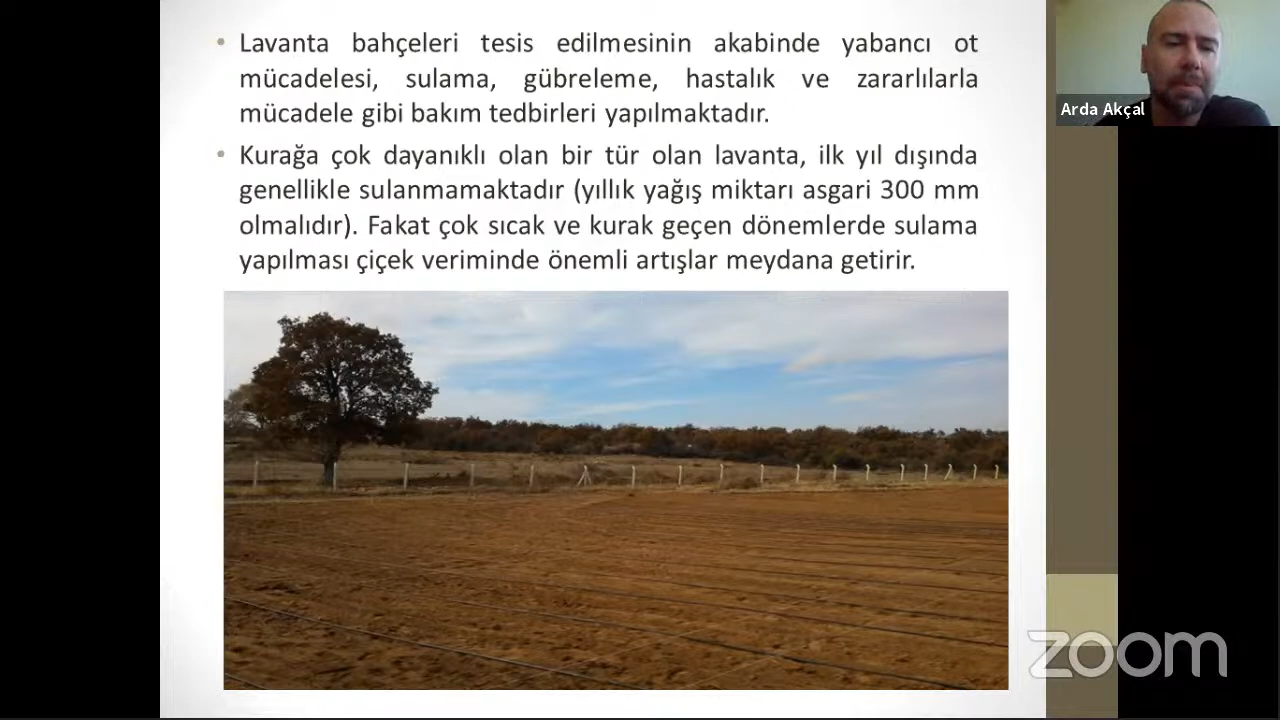 • Lavanta bahçeleri tesis edilmesinin akabinde yabancı ot
mücadelesi, sulama, gübreleme, hastalık ve zararlılarla
mücadele gibi bakım tedbirleri yapılmaktadır.
• Kurağa çok dayanıklı olan bir tür olan lavanta, ilk yıl dışında
genellikle sulanmamaktadır (yıllık yağış miktarı asgari 300 mm
olmalıdır). Fakat çok sıcak ve kurak geçen dönemlerde sulama
yapılması çiçek veriminde önemli artışlar meydana getirir.
Arda Akçal
zoom